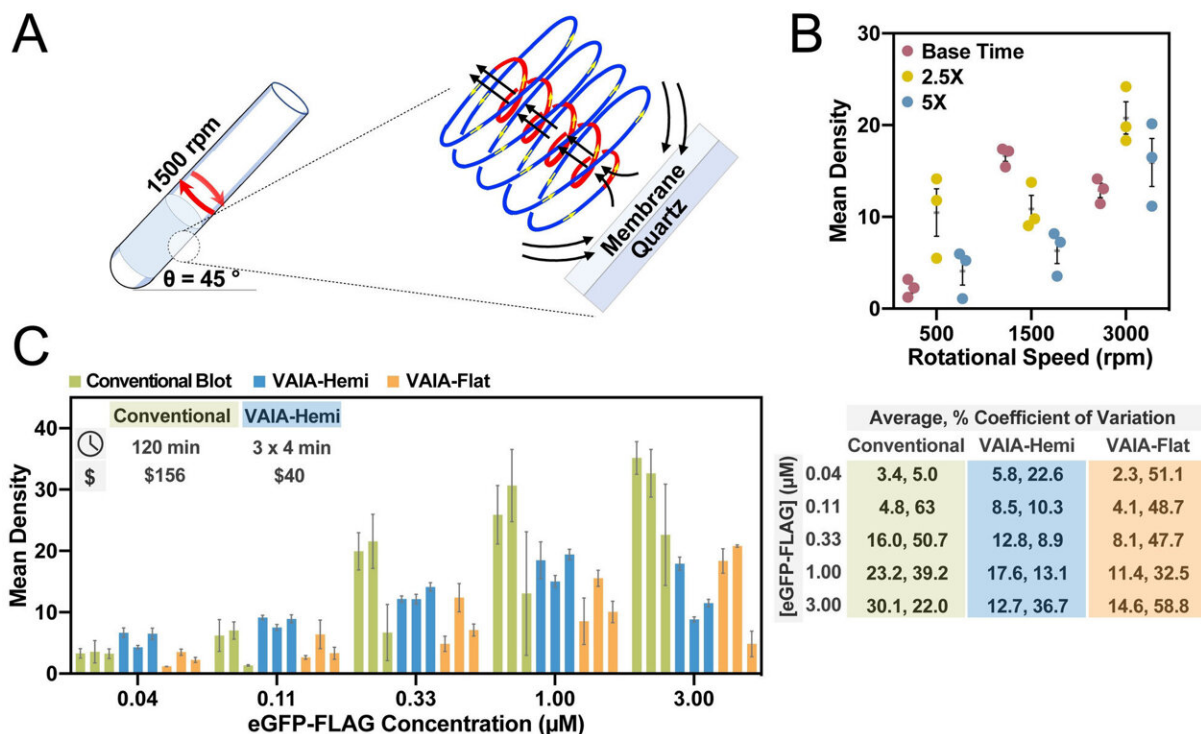 A
1500 rpm
θ = 45 °
Membrane
Quartz
B
Mean Density
30
20
10
0
Base Time
2.5X
5X
500
1500
3000
Rotational Speed (rpm)
C
Conventional Blot
VAIA-Hemi
VAIA-Flat
Mean Density
40
30
20
10
0
Conventional VAIA-Hemi
120 min 3 x 4 min
$ $156 $40
0.04 0.11 0.33 1.00 3.00
eGFP-FLAG Concentration (µM)
Average, % Coefficient of Variation
Conventional VAIA-Hemi VAIA-Flat
[eGFP-FLAG] (µM)
0.04 3.4, 5.0 5.8, 22.6 2.3, 51.1
0.11 4.8, 63 8.5, 10.3 4.1, 48.7
0.33 16.0, 50.7 12.8, 8.9 8.1, 47.7
1.00 23.2, 39.2 17.6, 13.1 11.4, 32.5
3.00 30.1, 22.0 12.7, 36.7 14.6, 58.8